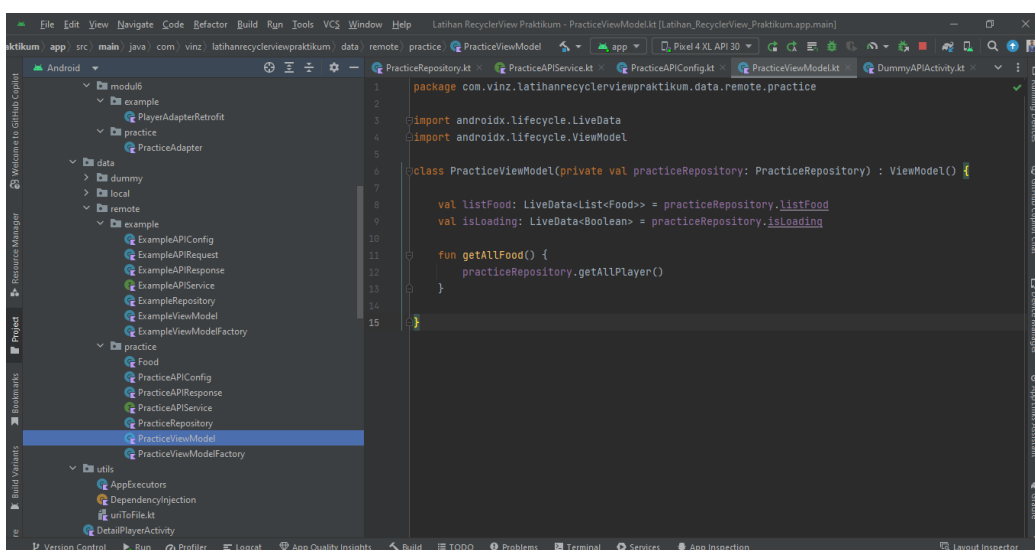 File Edit View Navigate Code Refactor Build Run Tools VCS Window Help Latihan RecyclerView Praktikum - PracticeViewModel.kt [Latihan_RecyclerView_Praktikum.app.main]
aktikum app src main java com vinz latihanrecyclerviewpraktikum data remote practice PracticeViewModel app Pixel 4 XL API 30
Android
PracticeRepository.kt PracticeAPIService.kt PracticeAPIConfig.kt PracticeViewModel.kt DummyAPIActivity.kt
Welcome to GitHub Copilot
Resource Manager
Project
Bookmarks
Build Variants
modul6
example
PlayerAdapterRetrofit
practice
PracticeAdapter
data
dummy
local
remote
example
ExampleAPIConfig
ExampleAPIRequest
ExampleAPIResponse
ExampleAPIService
ExampleRepository
ExampleViewModel
ExampleViewModelFactory
practice
Food
PracticeAPIConfig
PracticeAPIResponse
PracticeAPIService
PracticeRepository
PracticeViewModel
PracticeViewModelFactory
utils
AppExecutors
DependencyInjection
uriToFile.kt
DetailPlayerActivity
1 package com.vinz.latihanrecyclerviewpraktikum.data.remote.practice
2
3 import androidx.lifecycle.LiveData
4 import androidx.lifecycle.ViewModel
5
6 class PracticeViewModel(private val practiceRepository: PracticeRepository) : ViewModel() {
7
8 val listFood: LiveData<List<Food>> = practiceRepository.listFood
9 val isLoading: LiveData<Boolean> = practiceRepository.isLoading
10
11 fun getAllFood() {
12 practiceRepository.getAllPlayer()
13 }
14
15 }
Version Control Run Profiler Logcat App Quality Insights Build TODO Problems Terminal Services App Inspection Layout Inspector